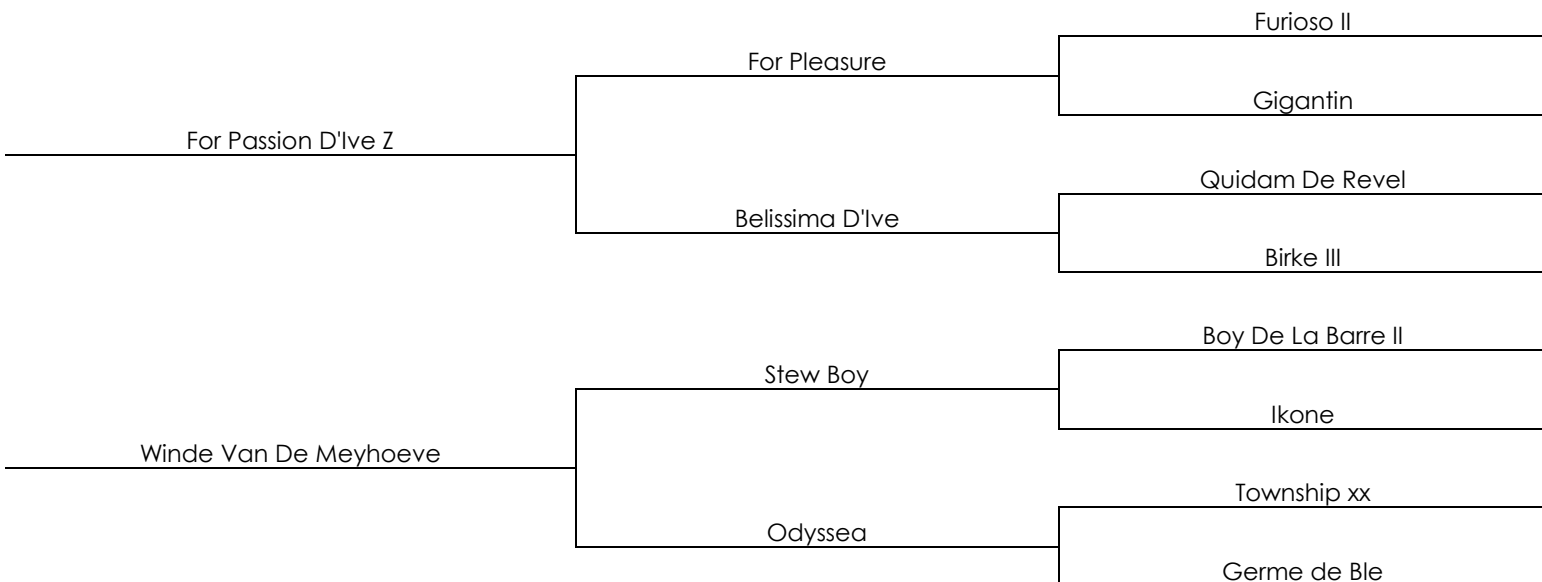 Furioso II
For Pleasure
Gigantin
For Passion D'Ive Z
Quidam De Revel
Belissima D'Ive
Birke III
Boy De La Barre II
Stew Boy
Ikone
Winde Van De Meyhoeve
Township xx
Odyssea
Germe de Ble